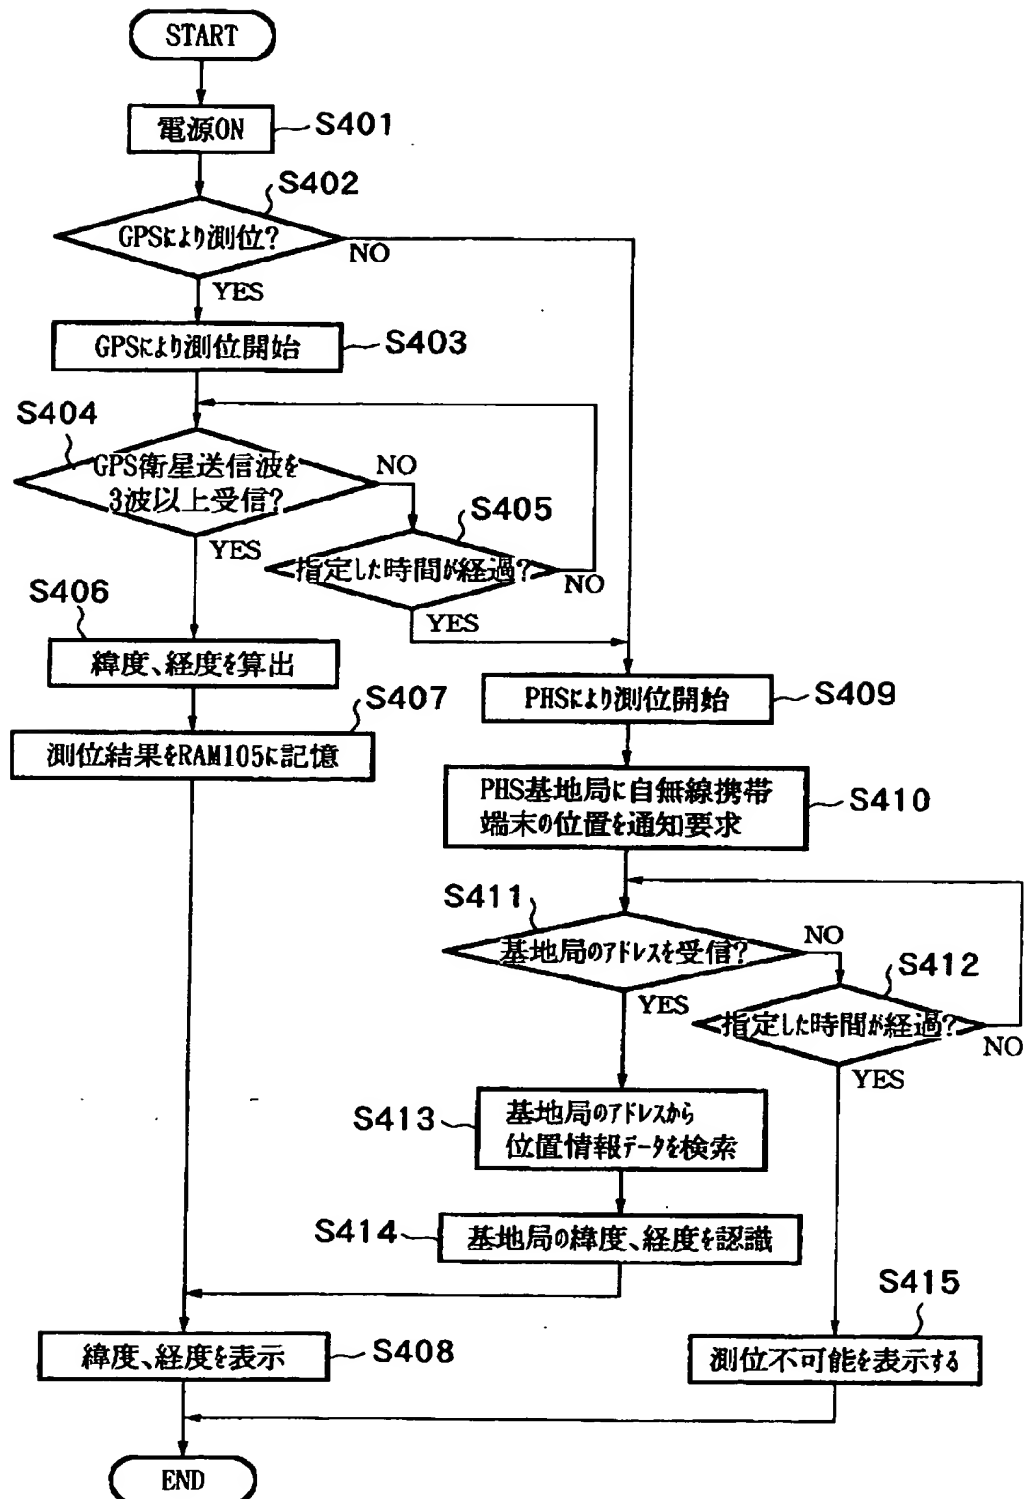 START
電源ON
S401
S402
GPSにより測位?
NO
YES
GPSにより測位開始
S403
S404
GPS衛星送信波を
3波以上受信?
NO
YES
S405
指定した時間が経過?
NO
YES
S406
緯度、経度を算出
S407
測位結果をRAM105に記憶
PHSにより測位開始
S409
PHS基地局に自無線携帯
端末の位置を通知要求
S410
S411
基地局のアドレスを受信?
NO
YES
S412
指定した時間が経過?
NO
YES
S413
基地局のアドレスから
位置情報データを検索
S414
基地局の緯度、経度を認識
S415
緯度、経度を表示
S408
測位不可能を表示する
END